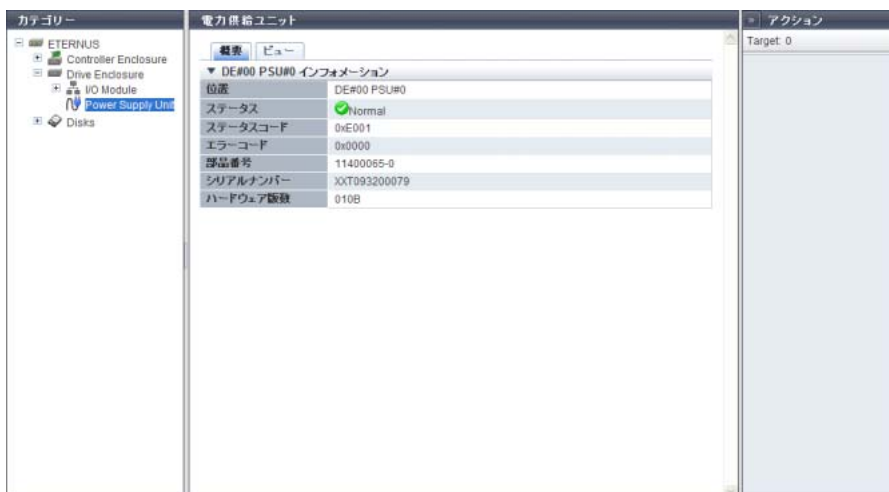 カテゴリー
ETERNUS
Controller Enclosure
Drive Enclosure
I/O Module
Power Supply Unit
Disks
電力供給ユニット
概要 ビュー
▼ DE#00 PSU#0 インフォメーション
位置 DE#00 PSU#0
ステータス Normal
ステータスコード 0xE001
エラーコード 0x0000
部品番号 11400065-0
シリアルナンバー XXT093200079
ハードウェア版数 010B
» アクション
Target: 0